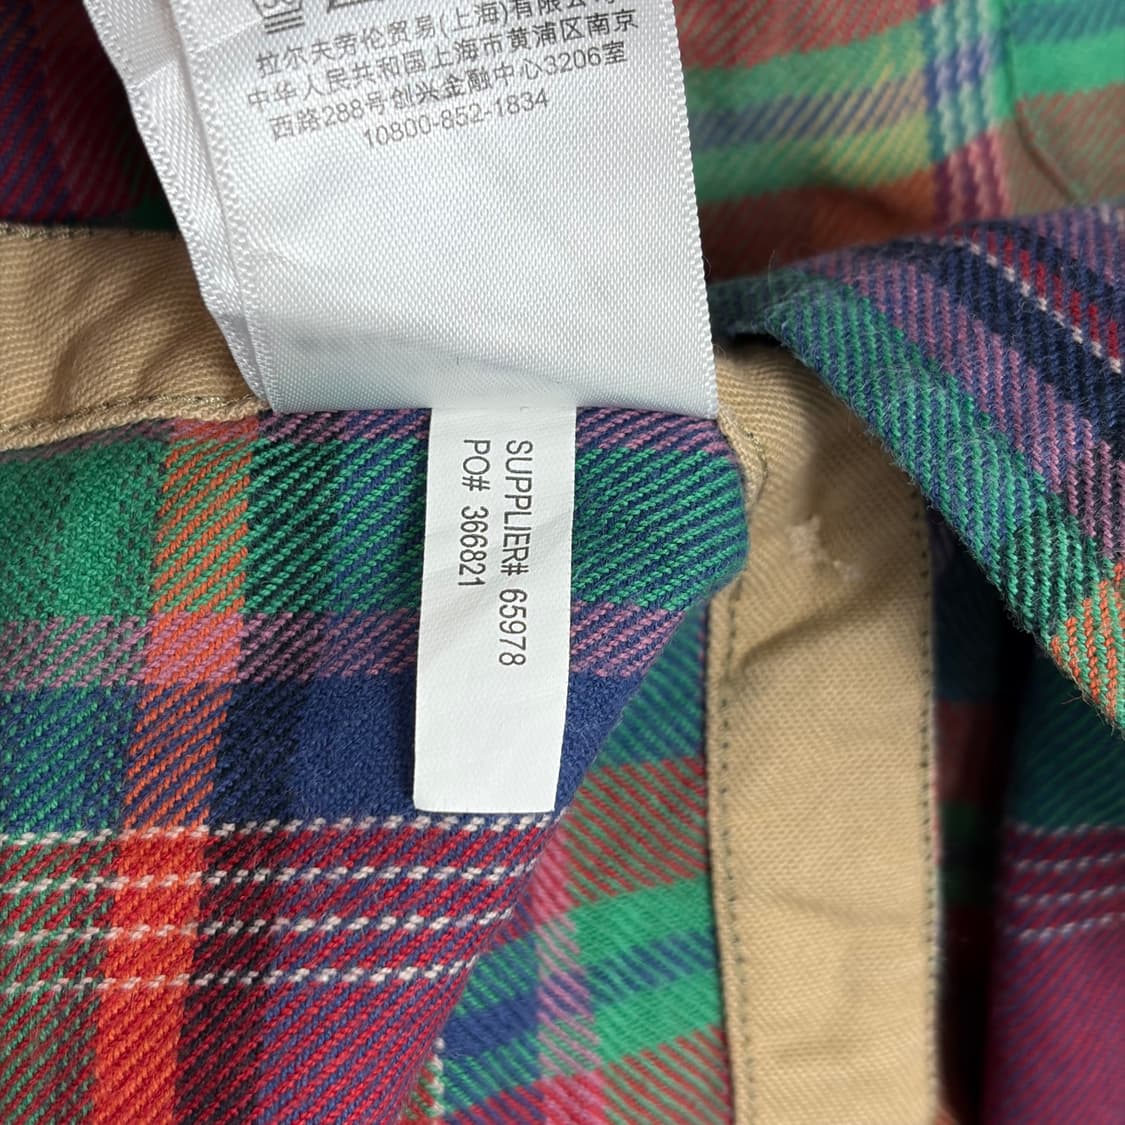 拉尔夫劳伦贸易(上海)有限公司
中华人民共和国上海市黄浦区南京
西路288号创兴金融中心3206室
10800-852-1834
SUPPLIER# 65978
PO# 366821